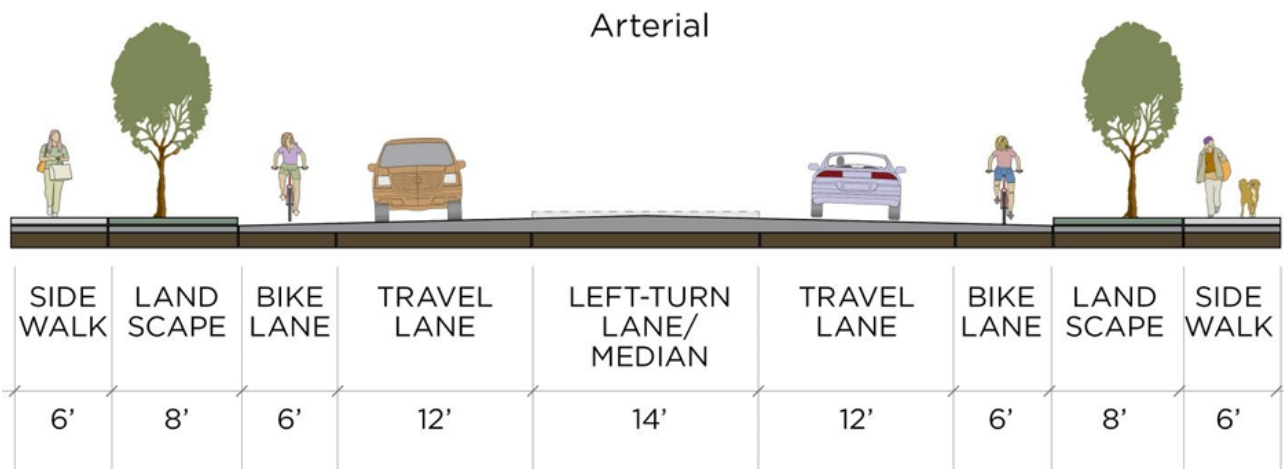 Arterial
SIDE
WALK
LAND
SCAPE
BIKE
LANE
TRAVEL
LANE
LEFT-TURN
LANE/
MEDIAN
TRAVEL
LANE
BIKE
LANE
LAND
SCAPE
SIDE
WALK
6’
8’
6’
12’
14’
12’
6’
8’
6’